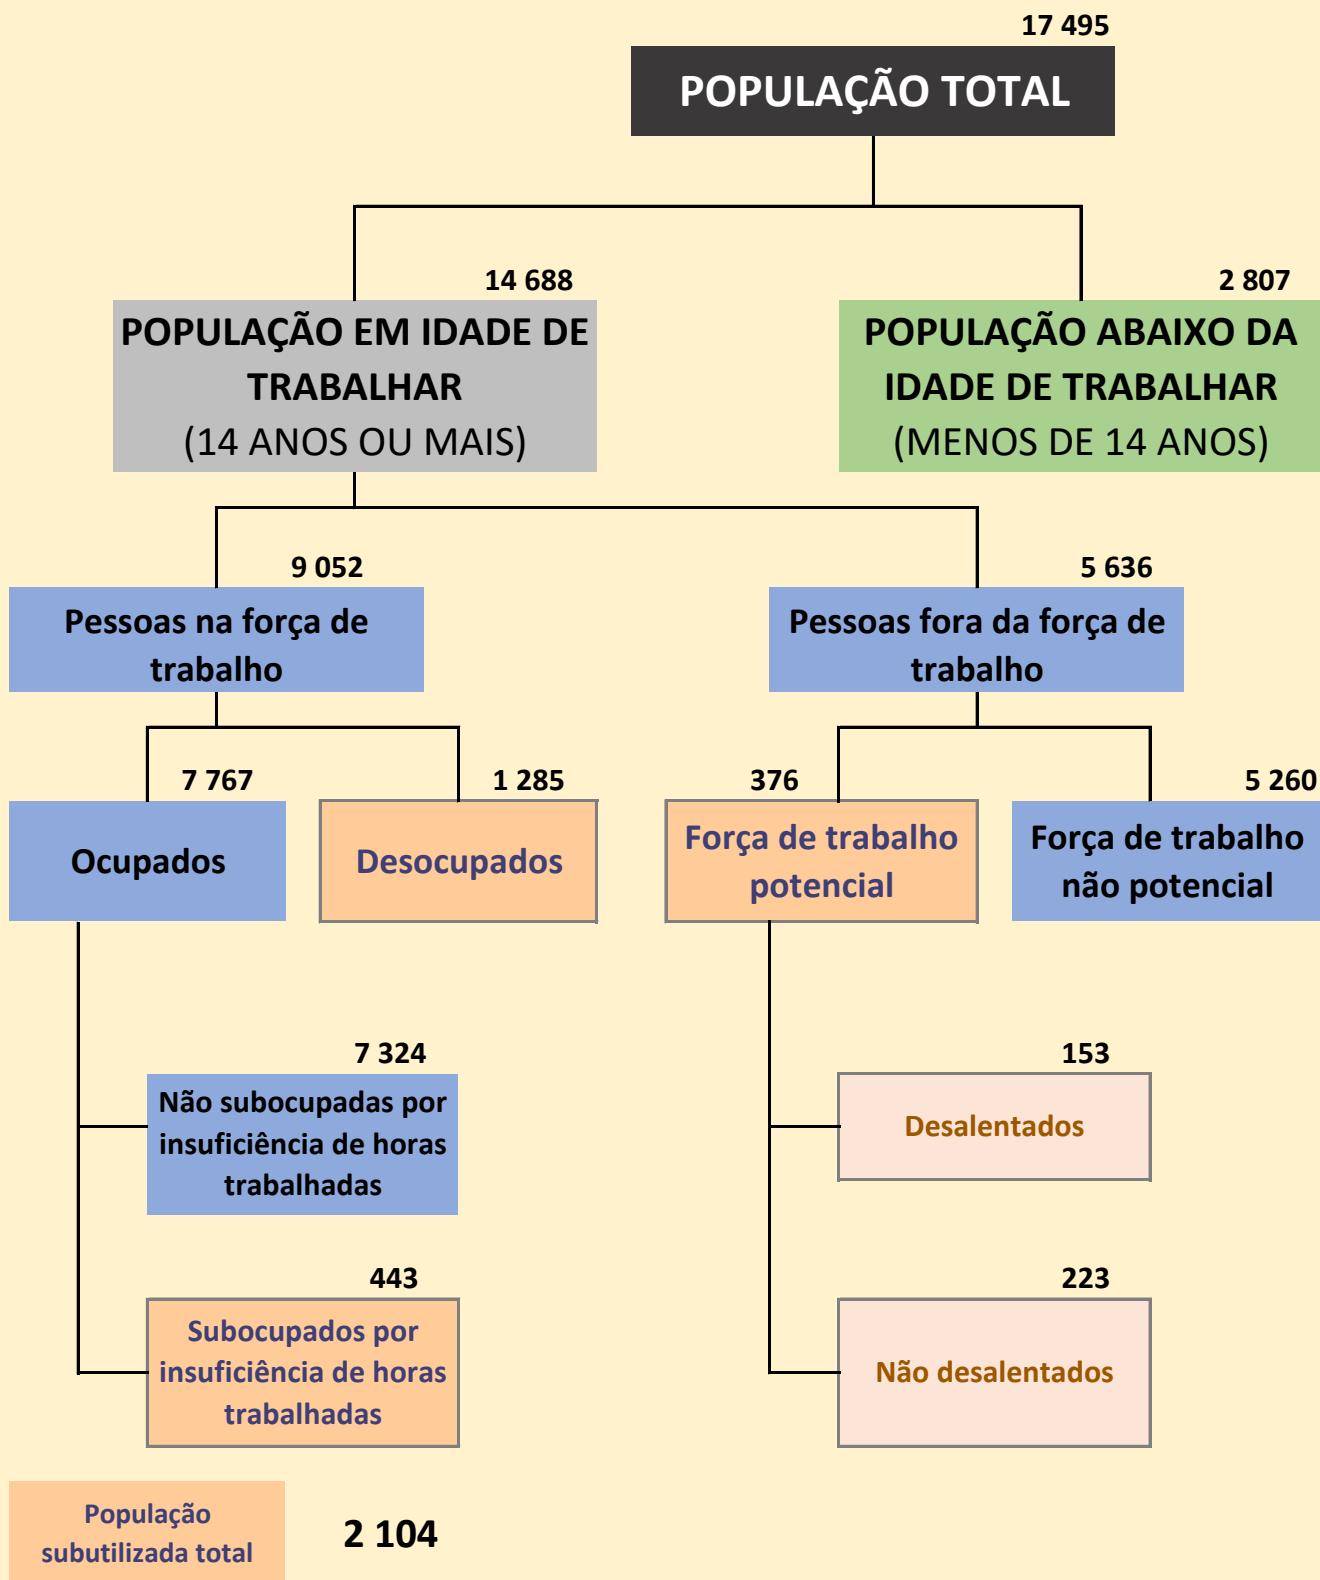 17 495
POPULAÇÃO TOTAL
14 688
POPULAÇÃO EM IDADE DE
TRABALHAR
(14 ANOS OU MAIS)
2 807
POPULAÇÃO ABAIXO DA
IDADE DE TRABALHAR
(MENOS DE 14 ANOS)
9 052
Pessoas na força de
trabalho
5 636
Pessoas fora da força de
trabalho
7 767
Ocupados
1 285
Desocupados
376
Força de trabalho
potencial
5 260
Força de trabalho
não potencial
7 324
Não subocupadas por
insuficiência de horas
trabalhadas
153
Desalentados
443
Subocupados por
insuficiência de horas
trabalhadas
223
Não desalentados
População
subutilizada total
2 104